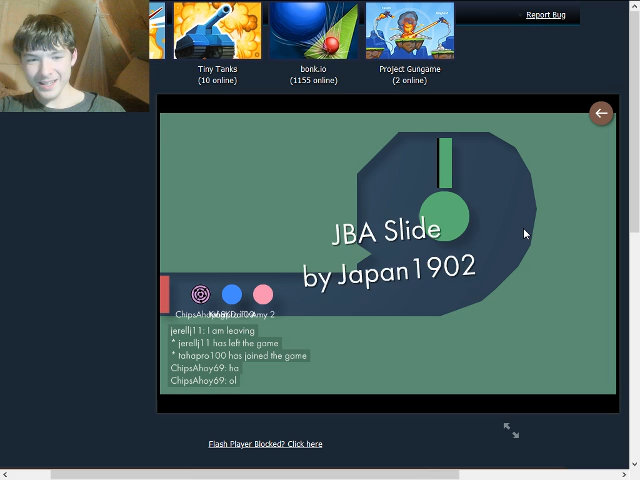 Report Bug
Tiny Tanks
(10 online)
bonk.io
(1155 online)
Project Gungame
(2 online)
JBA Slide
by Japan1902
jerellj11: I am leaving
* jerellj11 has left the game
* tahapro100 has joined the game
ChipsAhoy69: ha
ChipsAhoy69: ol
Flash Player Blocked? Click here